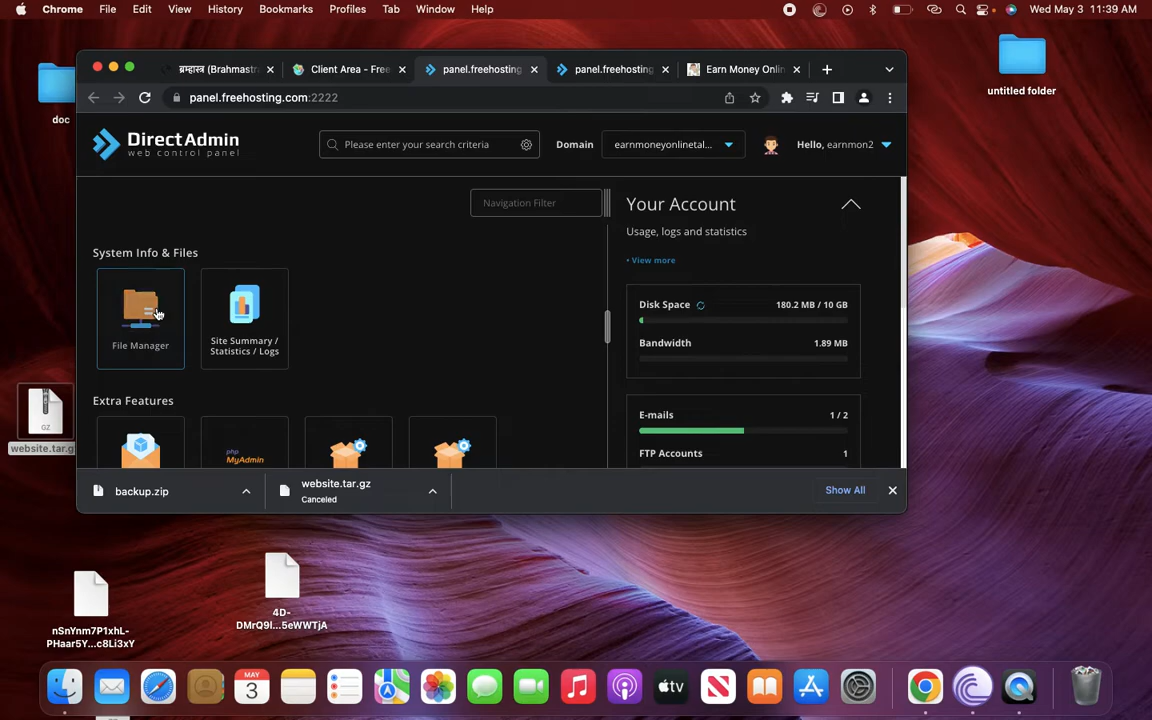 Chrome File Edit View History Bookmarks Profiles Tab Window Help Wed May 3 11:39 AM
doc
untitled folder
ब्रम्हास्त्र (Brahmastr Client Area - Free panel.freehosting panel.freehosting Earn Money Onlin
panel.freehosting.com:2222
DirectAdmin
web control panel
Please enter your search criteria
Domain
earnmoneyonlinetal...
Hello, earnmon2
Navigation Filter
Your Account
Usage, logs and statistics
• View more
System Info & Files
File Manager
Site Summary /
Statistics / Logs
Disk Space 180.2 MB / 10 GB
Bandwidth 1.89 MB
Extra Features
php
MyAdmin
E-mails 1 / 2
FTP Accounts 1
GZ
website.tar.g
backup.zip
website.tar.gz
Canceled
Show All
nSnYnm7P1xhL-
PHaar5Y...c8Li3xY
4D-
DMrQ9l...5eWWTjA
MAY
3
tv